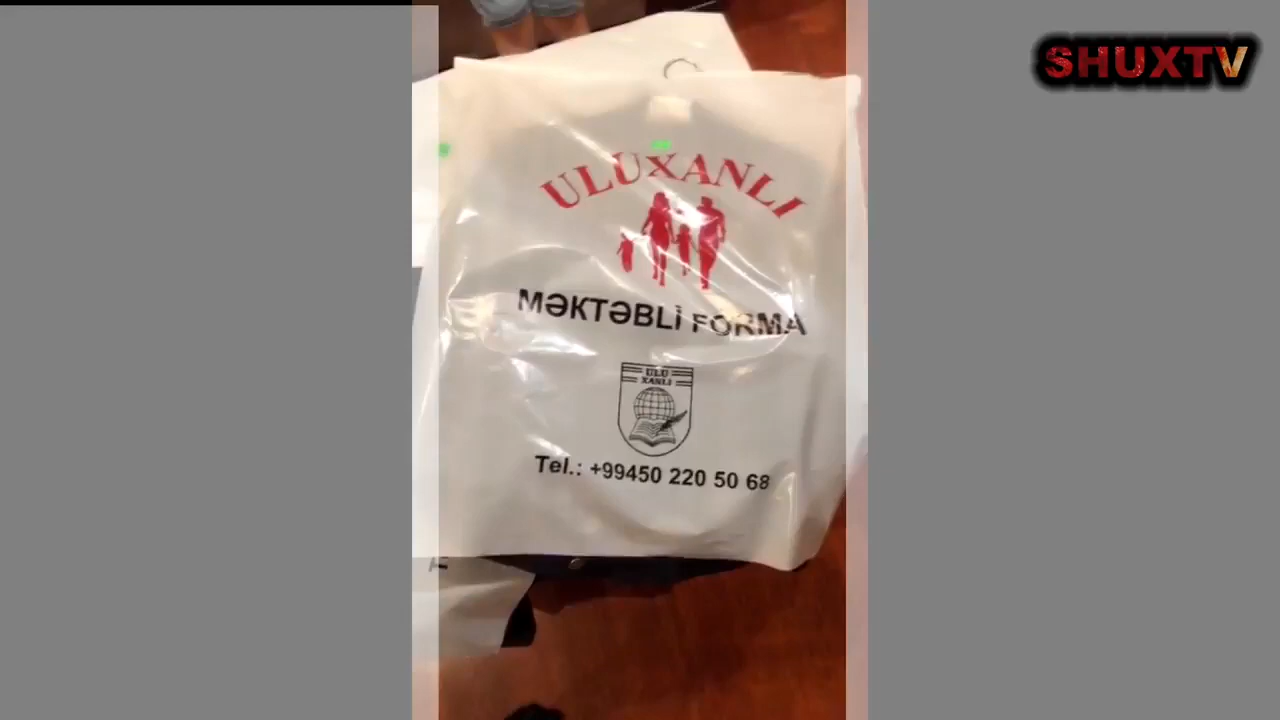 SHUXTV
ULUXANLI
MƏKTƏBLİ FORMA
ULU
XANLI
Tel.: +99450 220 50 68